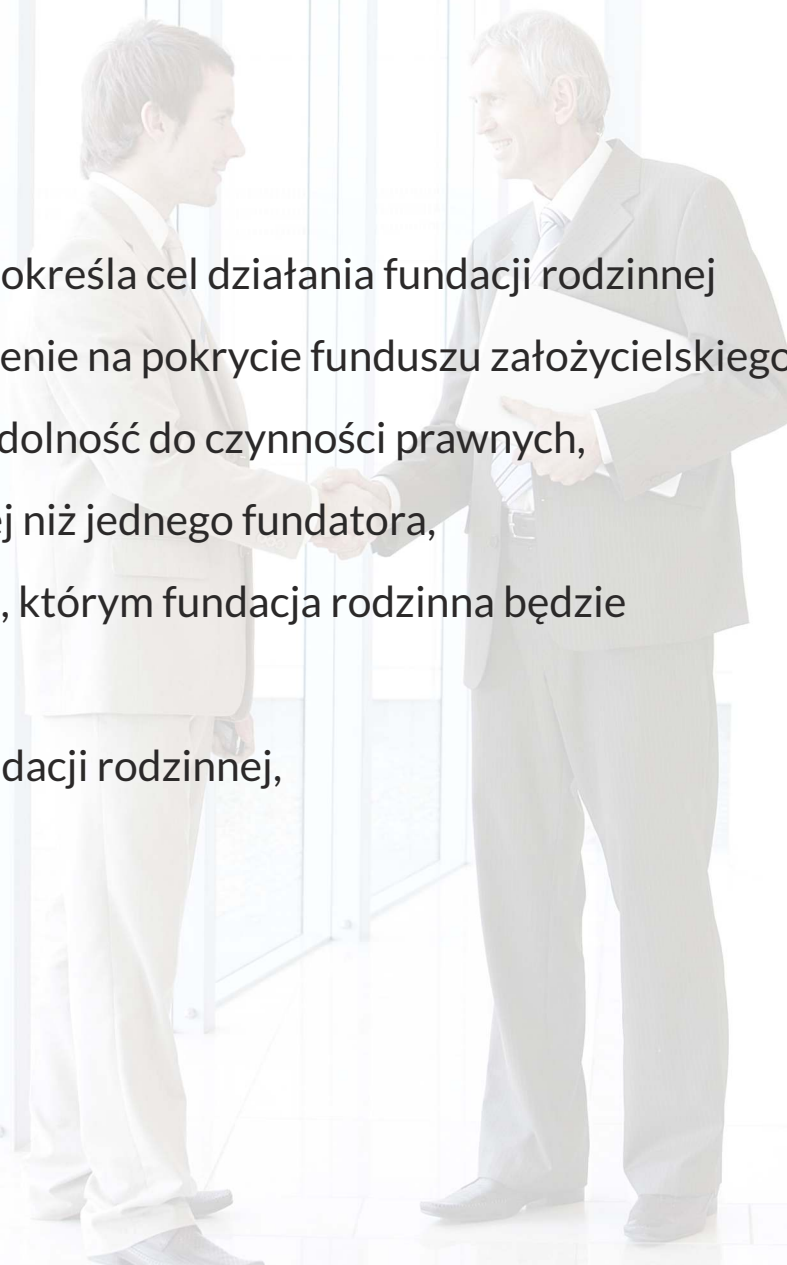 określa cel działania fundacji rodzinnej
enie na pokrycie funduszu założycielskiego
dolność do czynności prawnych,
j niż jednego fundatora,
, którym fundacja rodzinna będzie
dacji rodzinnej,